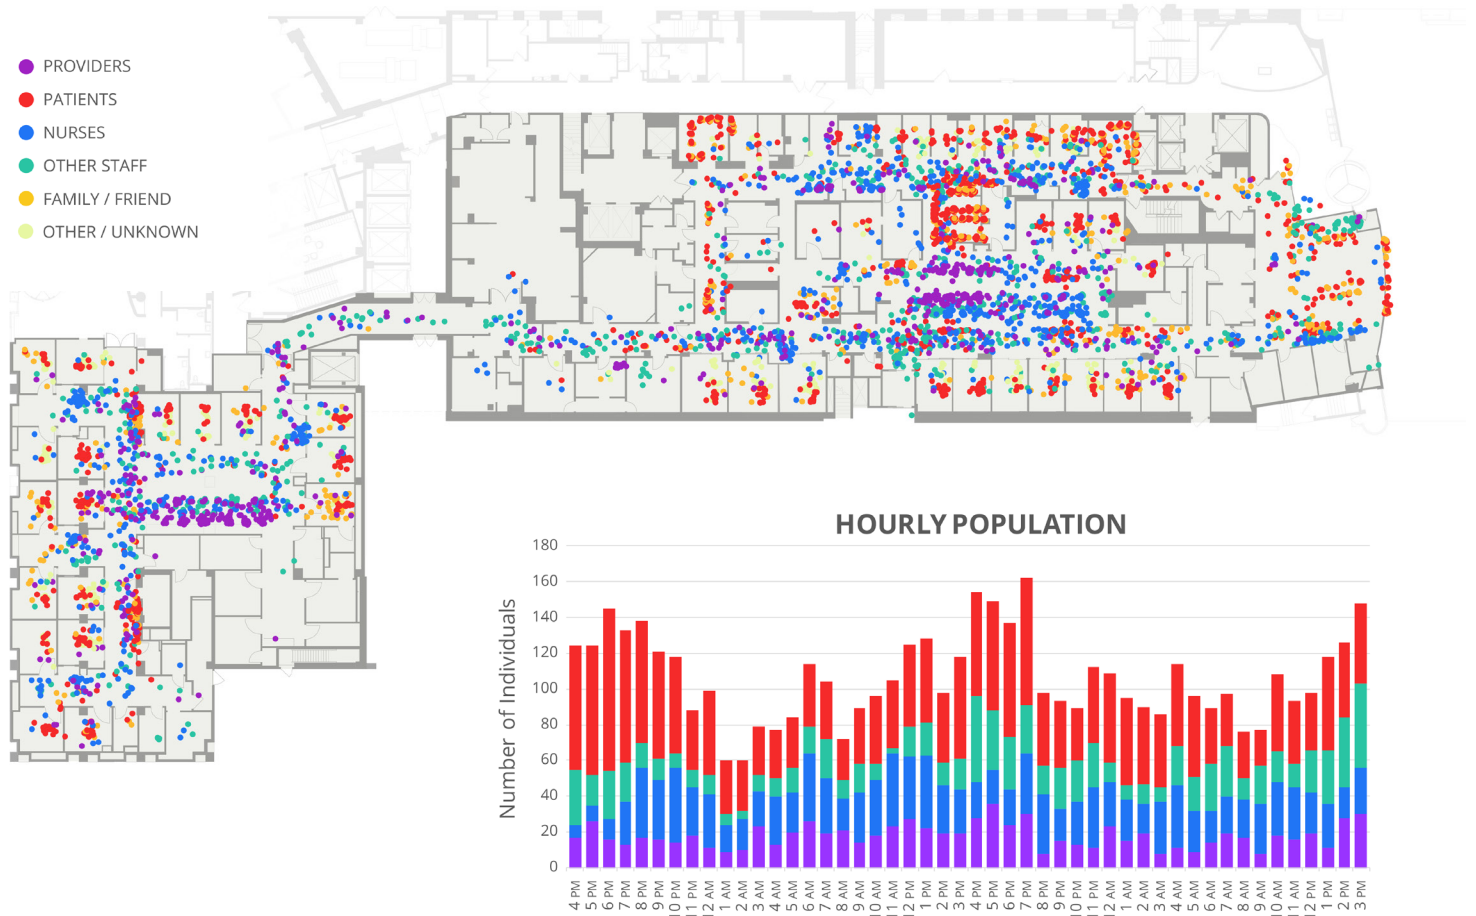 PROVIDERS
PATIENTS
NURSES
OTHER STAFF
FAMILY / FRIEND
OTHER / UNKNOWN
HOURLY POPULATION
Number of Individuals
180
160
140
120
100
80
60
40
20
0
4 PM
5 PM
6 PM
7 PM
8 PM
9 PM
10 PM
11 PM
12 AM
1 AM
2 AM
3 AM
4 AM
5 AM
6 AM
7 AM
8 AM
9 AM
10 AM
11 AM
12 PM
1 PM
2 PM
3 PM
4 PM
5 PM
6 PM
7 PM
8 PM
9 PM
10 PM
11 PM
12 AM
1 AM
2 AM
3 AM
4 AM
5 AM
6 AM
7 AM
8 AM
9 AM
10 AM
11 AM
12 PM
1 PM
2 PM
3 PM